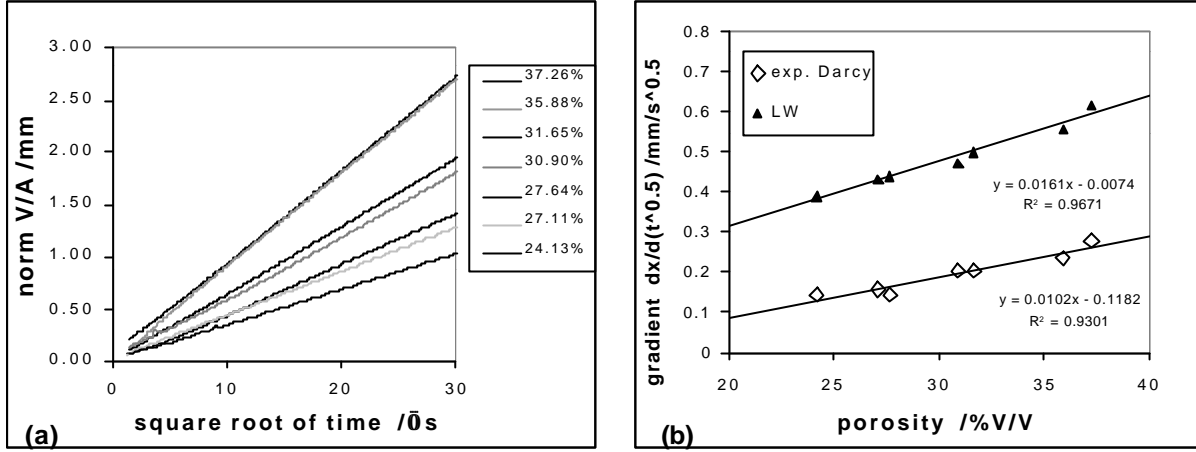 3.00
2.50
2.00
1.50
1.00
0.50
0.00
norm V/A /mm
0 10 20 30
square root of time /Ō s
37.26%
35.88%
31.65%
30.90%
27.64%
27.11%
24.13%
(a)
0.8
0.7
0.6
0.5
0.4
0.3
0.2
0.1
0
gradient dx/d(t^0.5) /mm/s^0.5
exp. Darcy
LW
y = 0.0161x - 0.0074
R² = 0.9671
y = 0.0102x - 0.1182
R² = 0.9301
20 25 30 35 40
porosity /%V/V
(b)